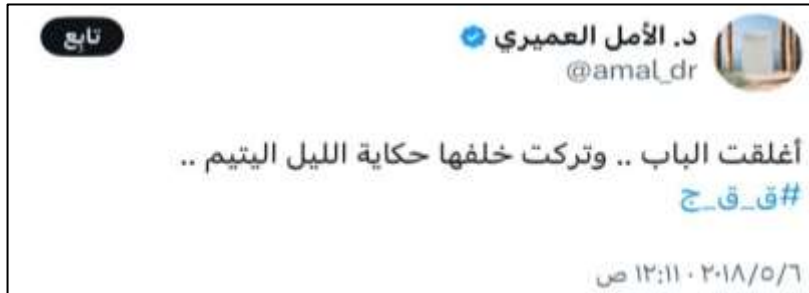 د. الأمل العميري
تابع
@amal_dr
أغلقت الباب .. وتركت خلفها حكاية الليل اليتيم ..
#ق_ق_ج
٢٠١٨/٥/٦ · ١٢:١١ ص